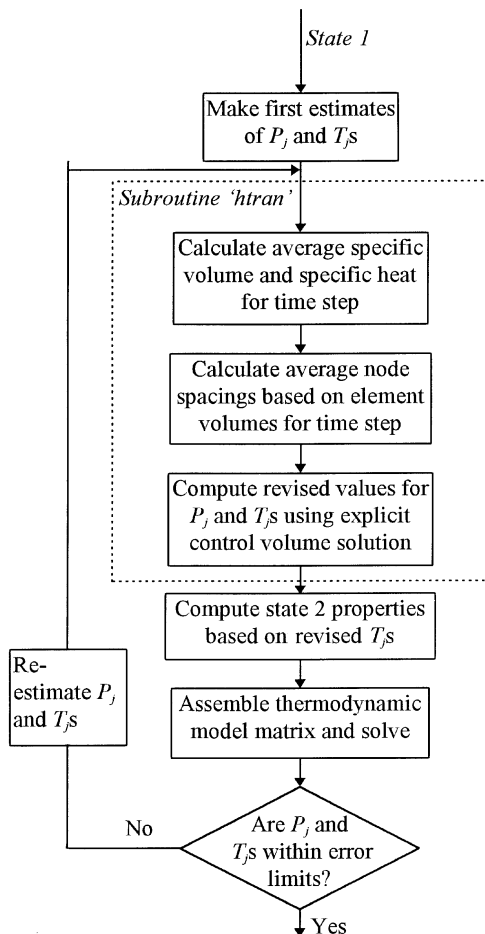 State 1
Make first estimates
of Pj and Tjs
Subroutine ‘htran’
Calculate average specific
volume and specific heat
for time step
Calculate average node
spacings based on element
volumes for time step
Compute revised values for
Pj and Tjs using explicit
control volume solution
Compute state 2 properties
based on revised Tjs
Re-
estimate Pj
and Tjs
Assemble thermodynamic
model matrix and solve
No
Are Pj and
Tjs within error
limits?
Yes